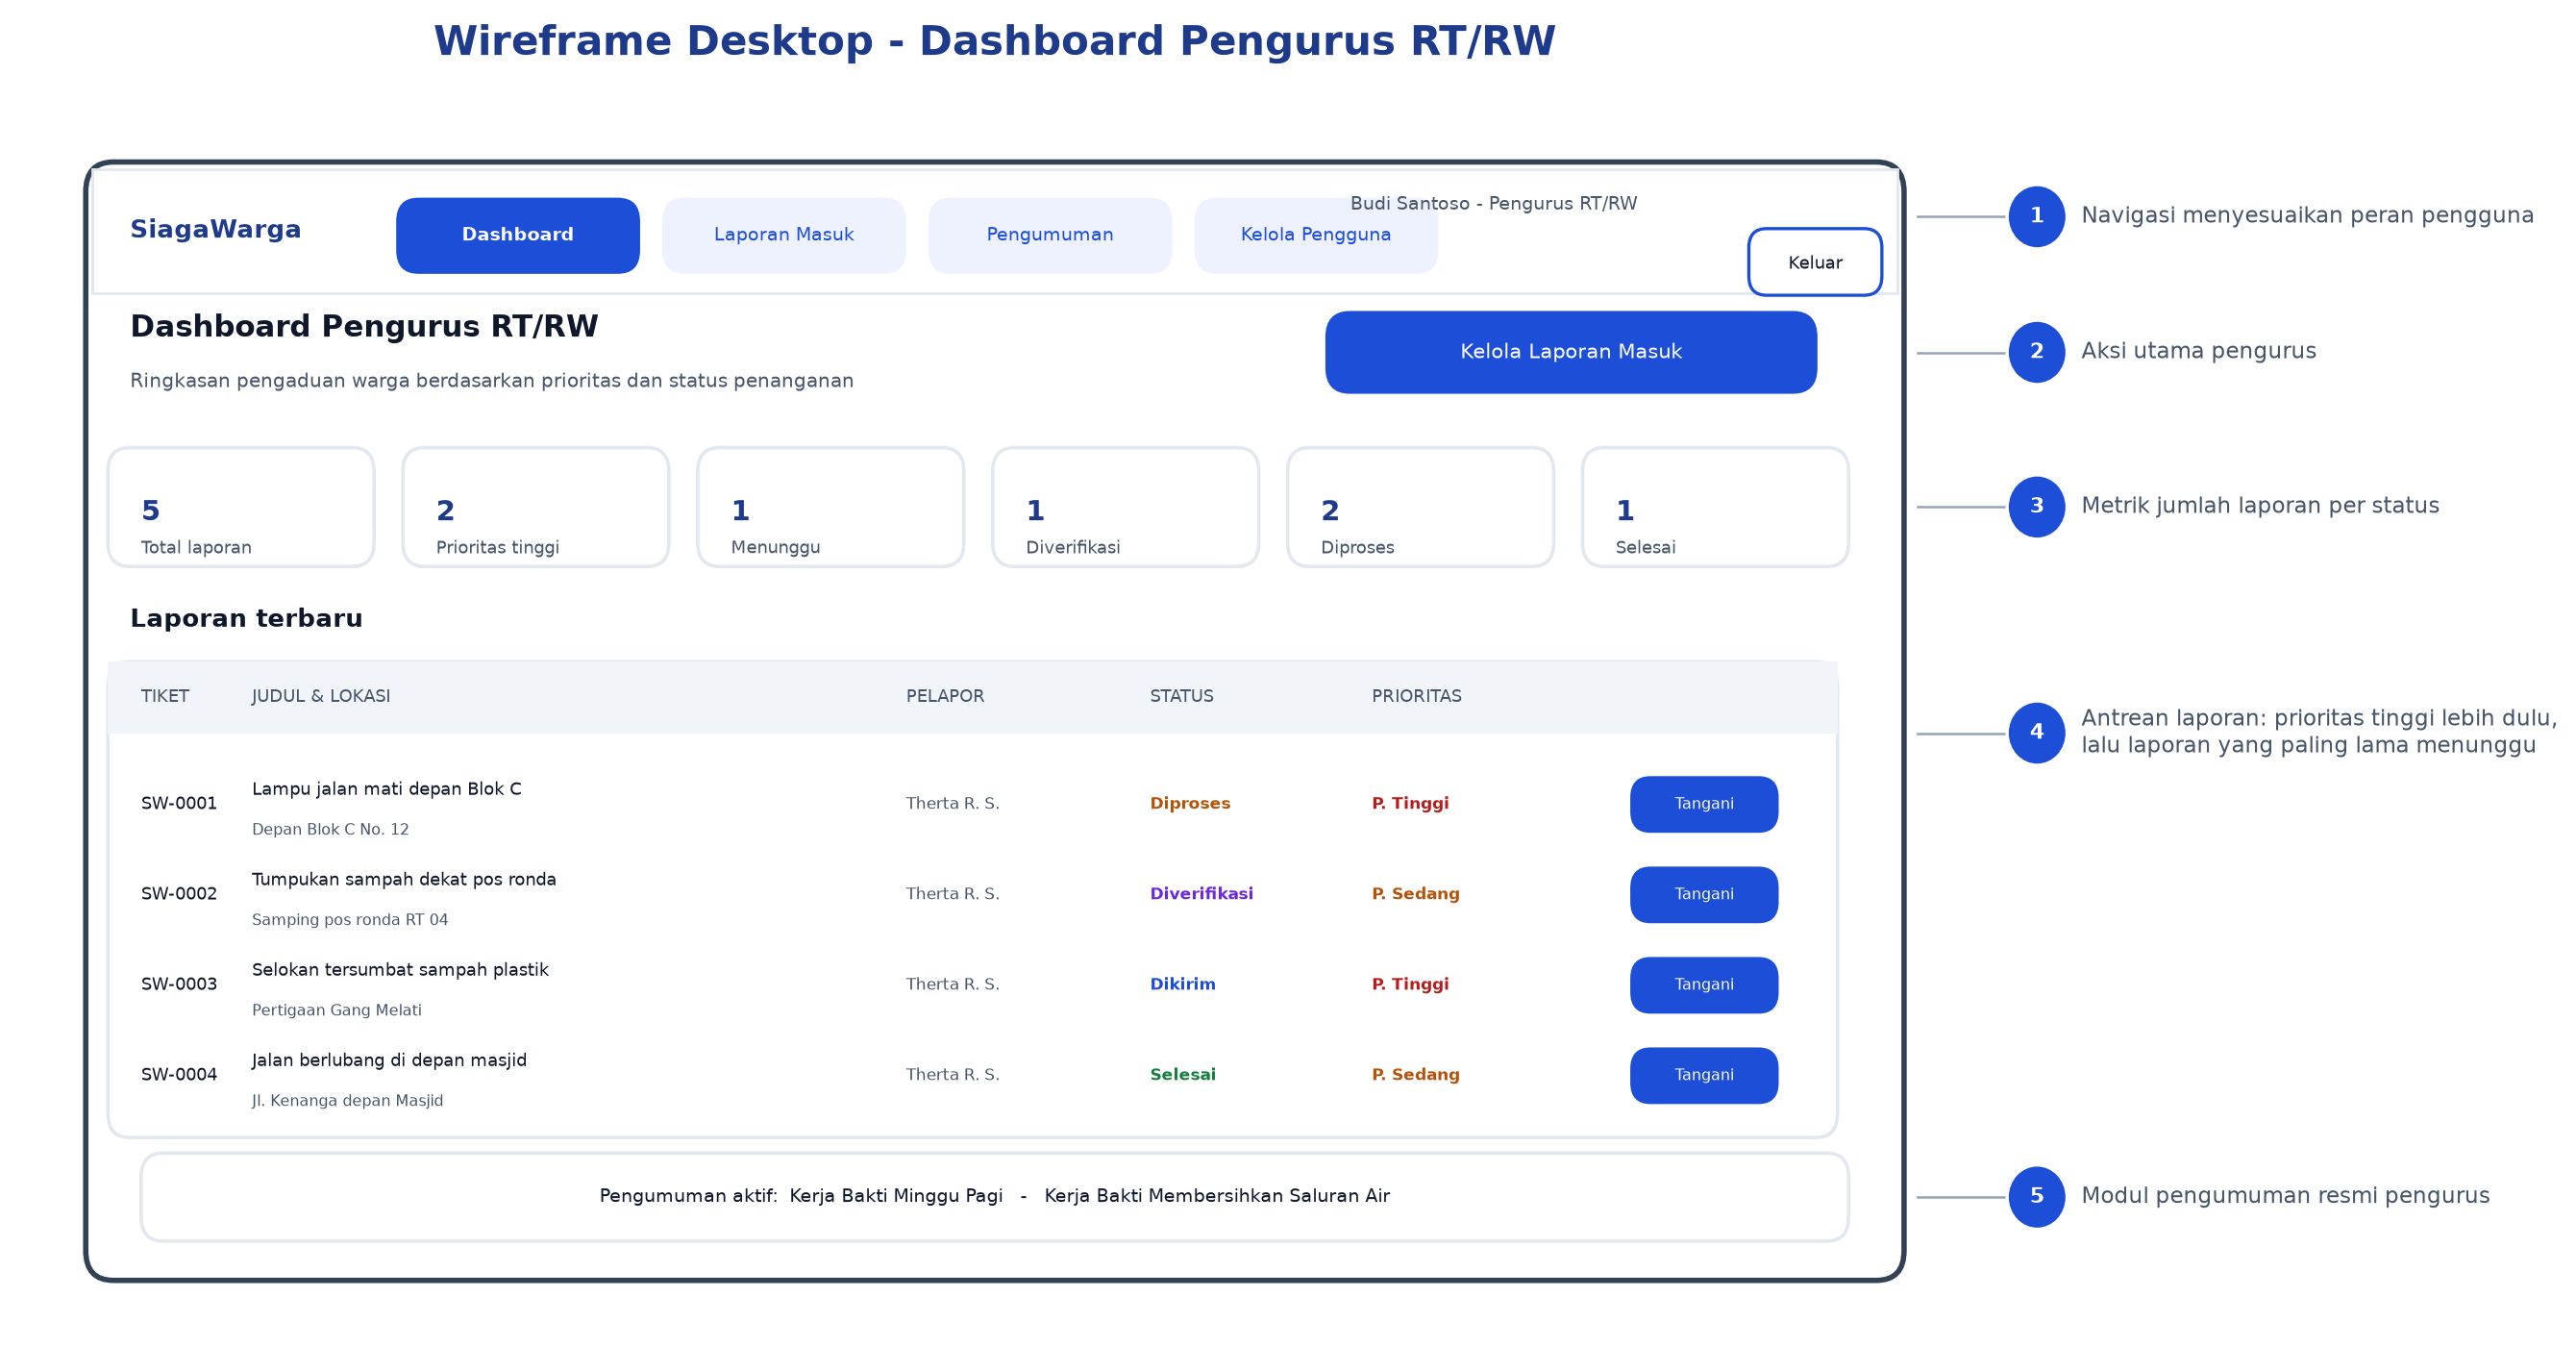 Wireframe Desktop - Dashboard Pengurus RT/RW
SiagaWarga
Dashboard
Laporan Masuk
Pengumuman
Kelola Pengguna
Budi Santoso - Pengurus RT/RW
Keluar
1
Navigasi menyesuaikan peran pengguna
Dashboard Pengurus RT/RW
Ringkasan pengaduan warga berdasarkan prioritas dan status penanganan
Kelola Laporan Masuk
2
Aksi utama pengurus
5
Total laporan
2
Prioritas tinggi
1
Menunggu
1
Diverifikasi
2
Diproses
1
Selesai
3
Metrik jumlah laporan per status
Laporan terbaru
TIKET
JUDUL & LOKASI
PELAPOR
STATUS
PRIORITAS
4
Antrean laporan: prioritas tinggi lebih dulu,
lalu laporan yang paling lama menunggu
SW-0001
Lampu jalan mati depan Blok C
Depan Blok C No. 12
Therta R. S.
Diproses
P. Tinggi
Tangani
SW-0002
Tumpukan sampah dekat pos ronda
Samping pos ronda RT 04
Therta R. S.
Diverifikasi
P. Sedang
Tangani
SW-0003
Selokan tersumbat sampah plastik
Pertigaan Gang Melati
Therta R. S.
Dikirim
P. Tinggi
Tangani
SW-0004
Jalan berlubang di depan masjid
Jl. Kenanga depan Masjid
Therta R. S.
Selesai
P. Sedang
Tangani
Pengumuman aktif:  Kerja Bakti Minggu Pagi   -   Kerja Bakti Membersihkan Saluran Air
5
Modul pengumuman resmi pengurus